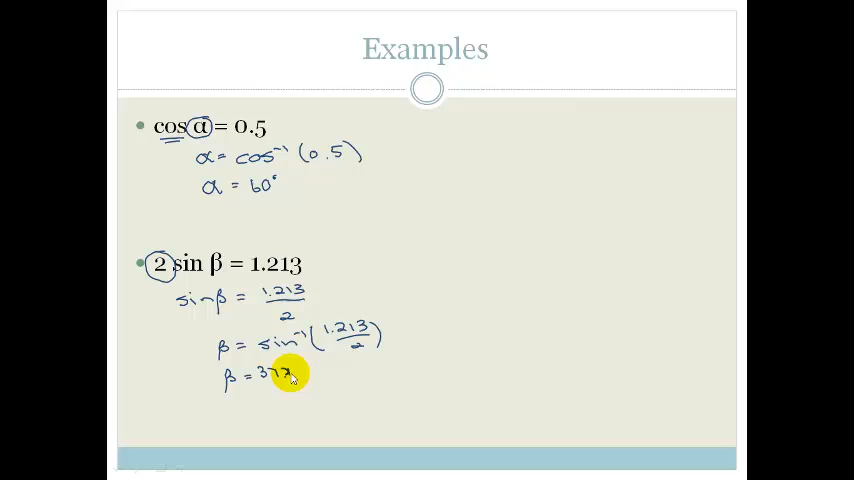 Examples
cos α = 0.5
α = cos⁻¹ (0.5)
α = 60°
2 sin β = 1.213
sin β = 1.213/2
β = sin⁻¹ (1.213/2)
β = 37